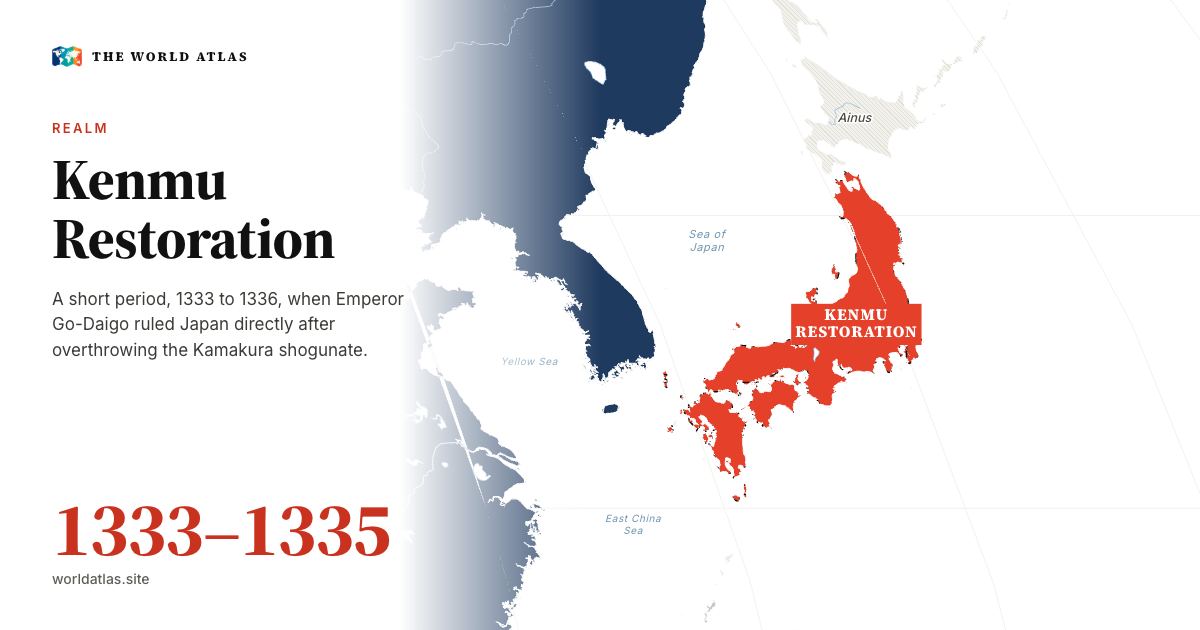 THE WORLD ATLAS
REALM
Kenmu
Restoration
A short period, 1333 to 1336, when Emperor
Go-Daigo ruled Japan directly after
overthrowing the Kamakura shogunate.
1333–1335
worldatlas.site
Ainus
Sea of
Japan
KENMU
RESTORATION
Yellow Sea
East China
Sea